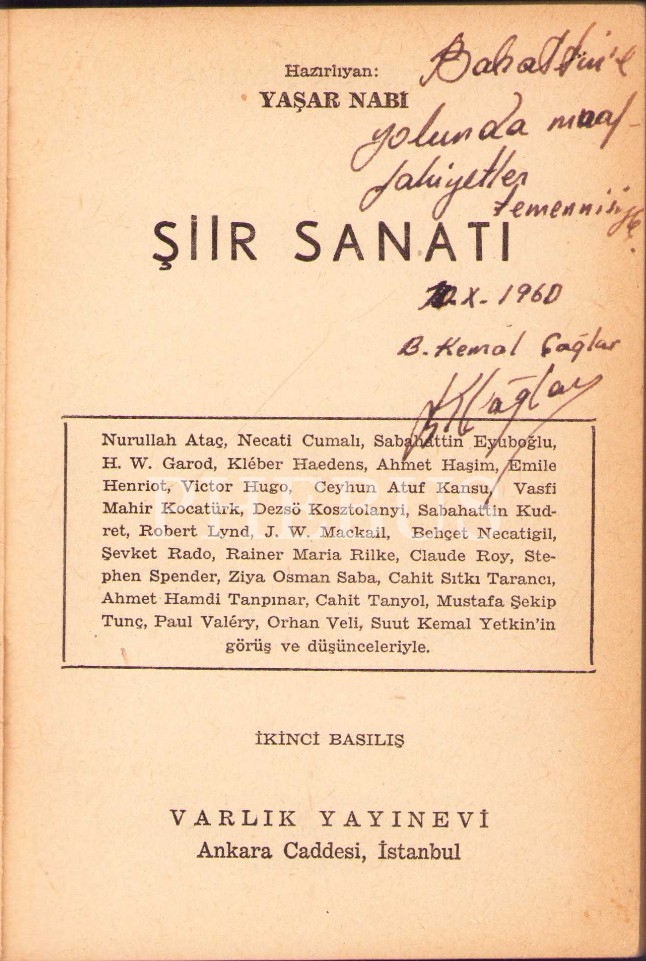 Hazırlıyan:
YAŞAR NABİ
Bahattin'e
yolunda
temennisiyle.
ŞİİR SANATI
X-1960
B. Kemal Çağlar
Nurullah Ataç, Necati Cumalı, Sabahattin Eyuboğlu,
H. W. Garod, Kléber Haedens, Ahmet Haşim, Emile
Henriot, Victor Hugo, Ceyhun Atuf Kansu, Vasfi
Mahir Kocatürk, Dezsö Kosztolanyi, Sabahattin Kud-
ret, Robert Lynd, J. W. Mackail, Behçet Necatigil,
Şevket Rado, Rainer Maria Rilke, Claude Roy, Ste-
phen Spender, Ziya Osman Saba, Cahit Sıtkı Tarancı,
Ahmet Hamdi Tanpınar, Cahit Tanyol, Mustafa Şekip
Tunç, Paul Valéry, Orhan Veli, Suut Kemal Yetkin'in
görüş ve düşünceleriyle.
İKİNCİ BASILIŞ
VARLIK YAYINEVİ
Ankara Caddesi, İstanbul